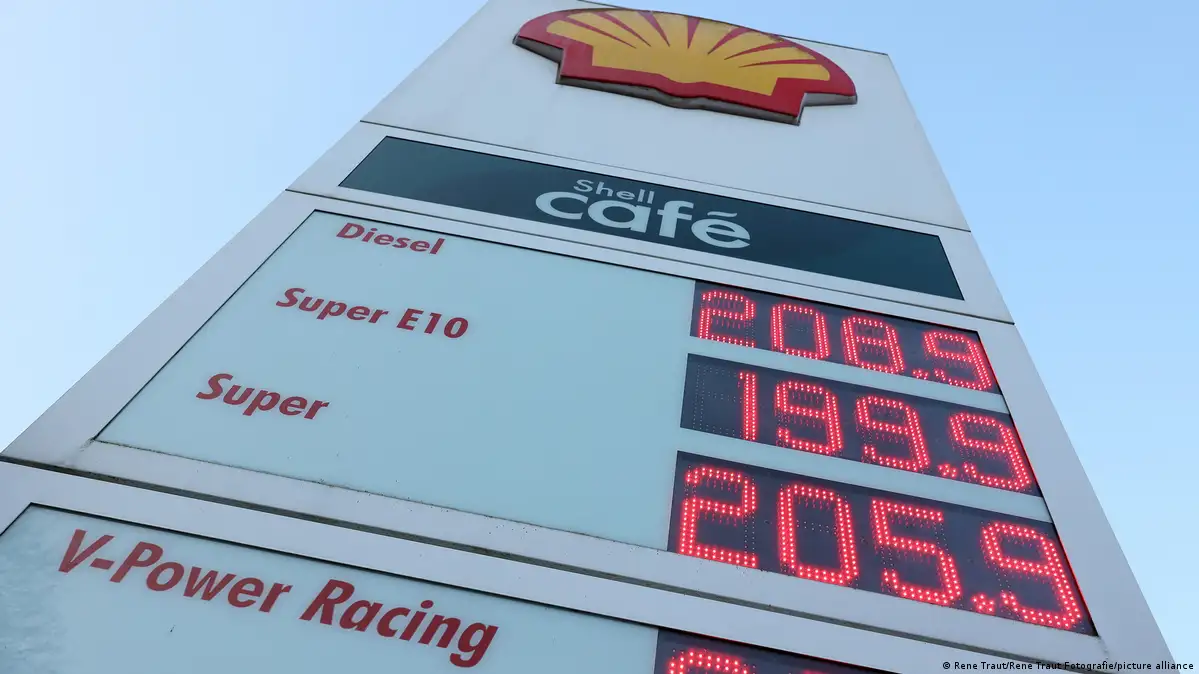 Shell
café
Diesel
208.9
Super E10
199.9
Super
205.9
V-Power Racing
© Rene Traut/Rene Traut Fotografie/picture alliance